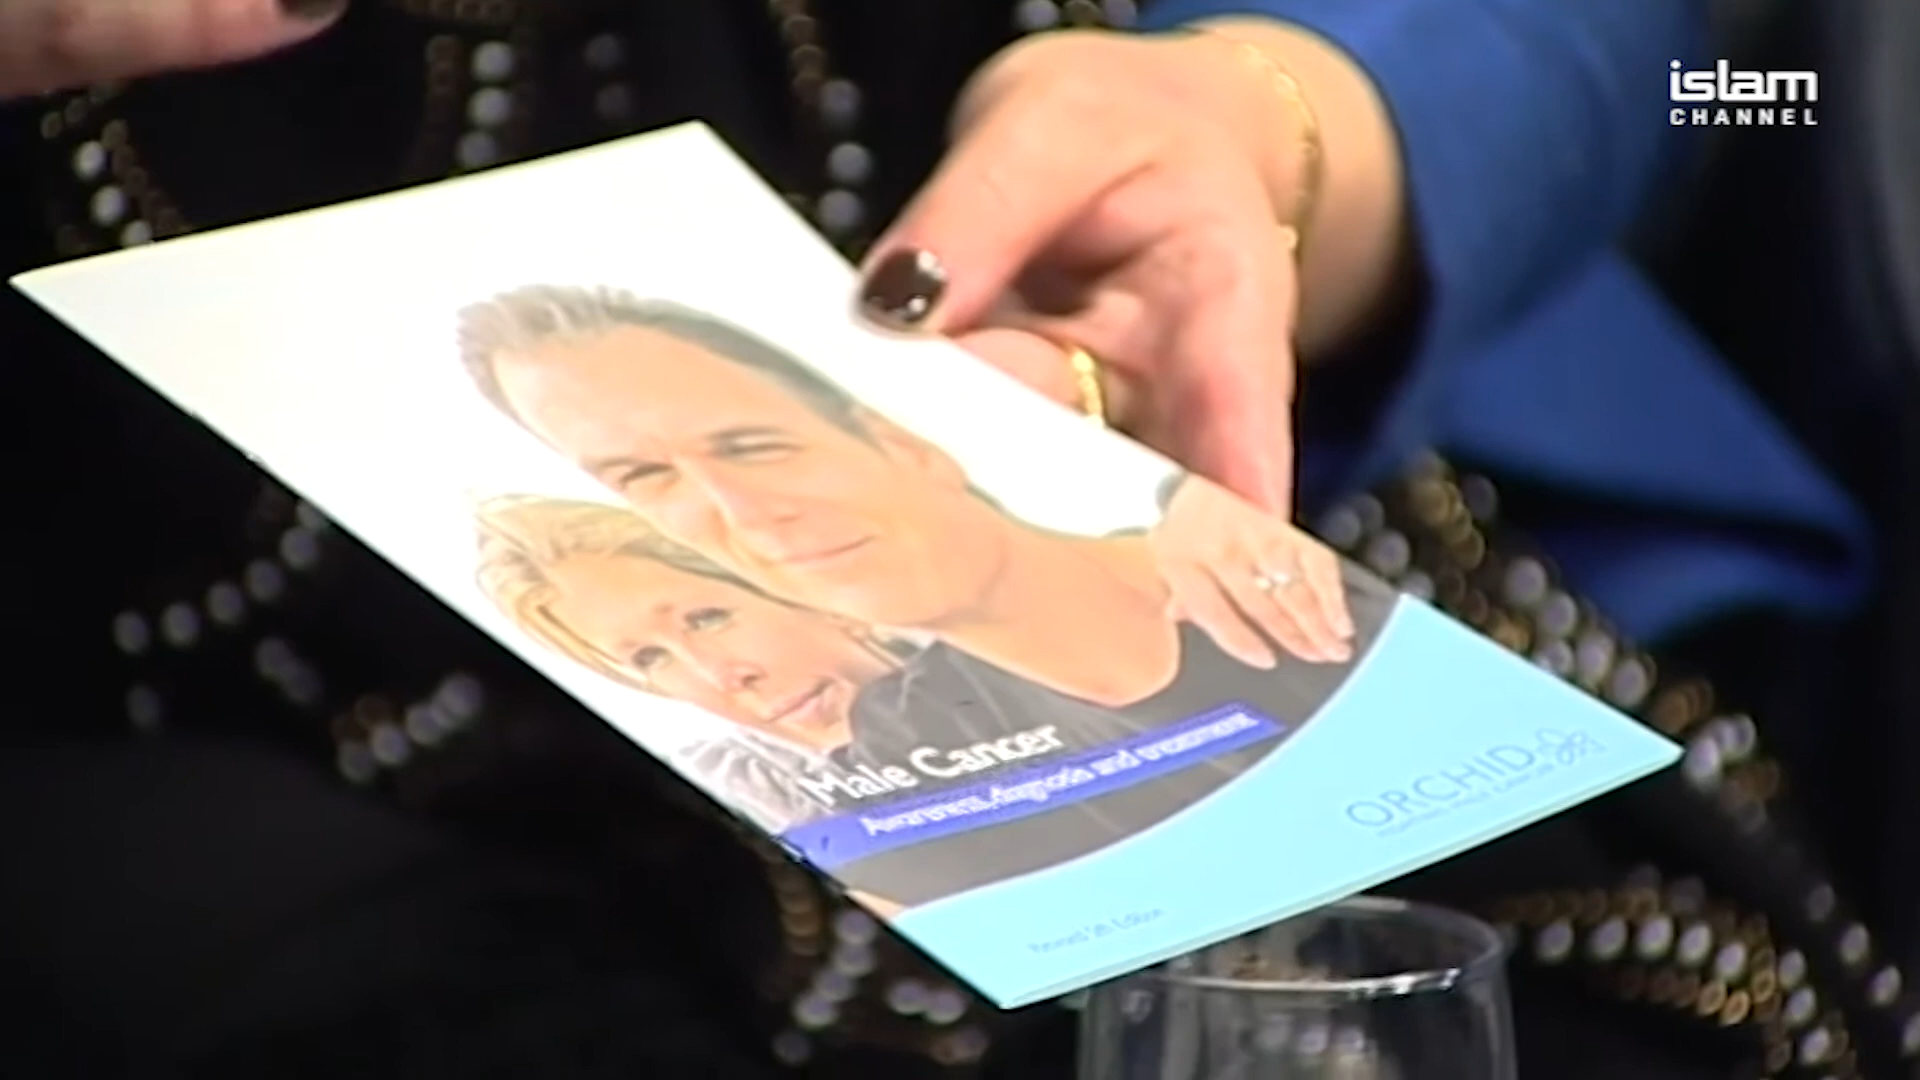 islam
CHANNEL
Male Cancer
Awareness, diagnosis and treatment
ORCHID